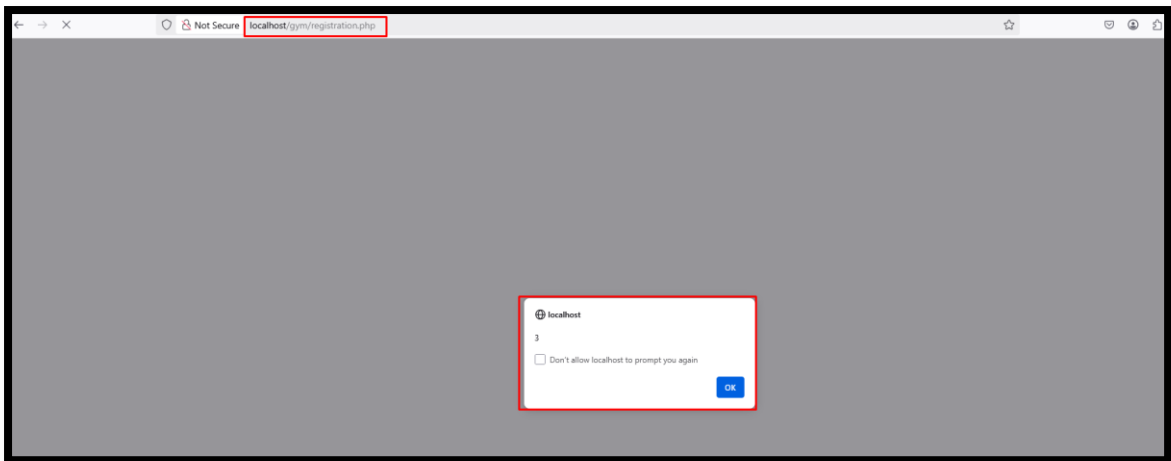 Not Secure localhost/gym/registration.php
localhost
3
Don't allow localhost to prompt you again
OK